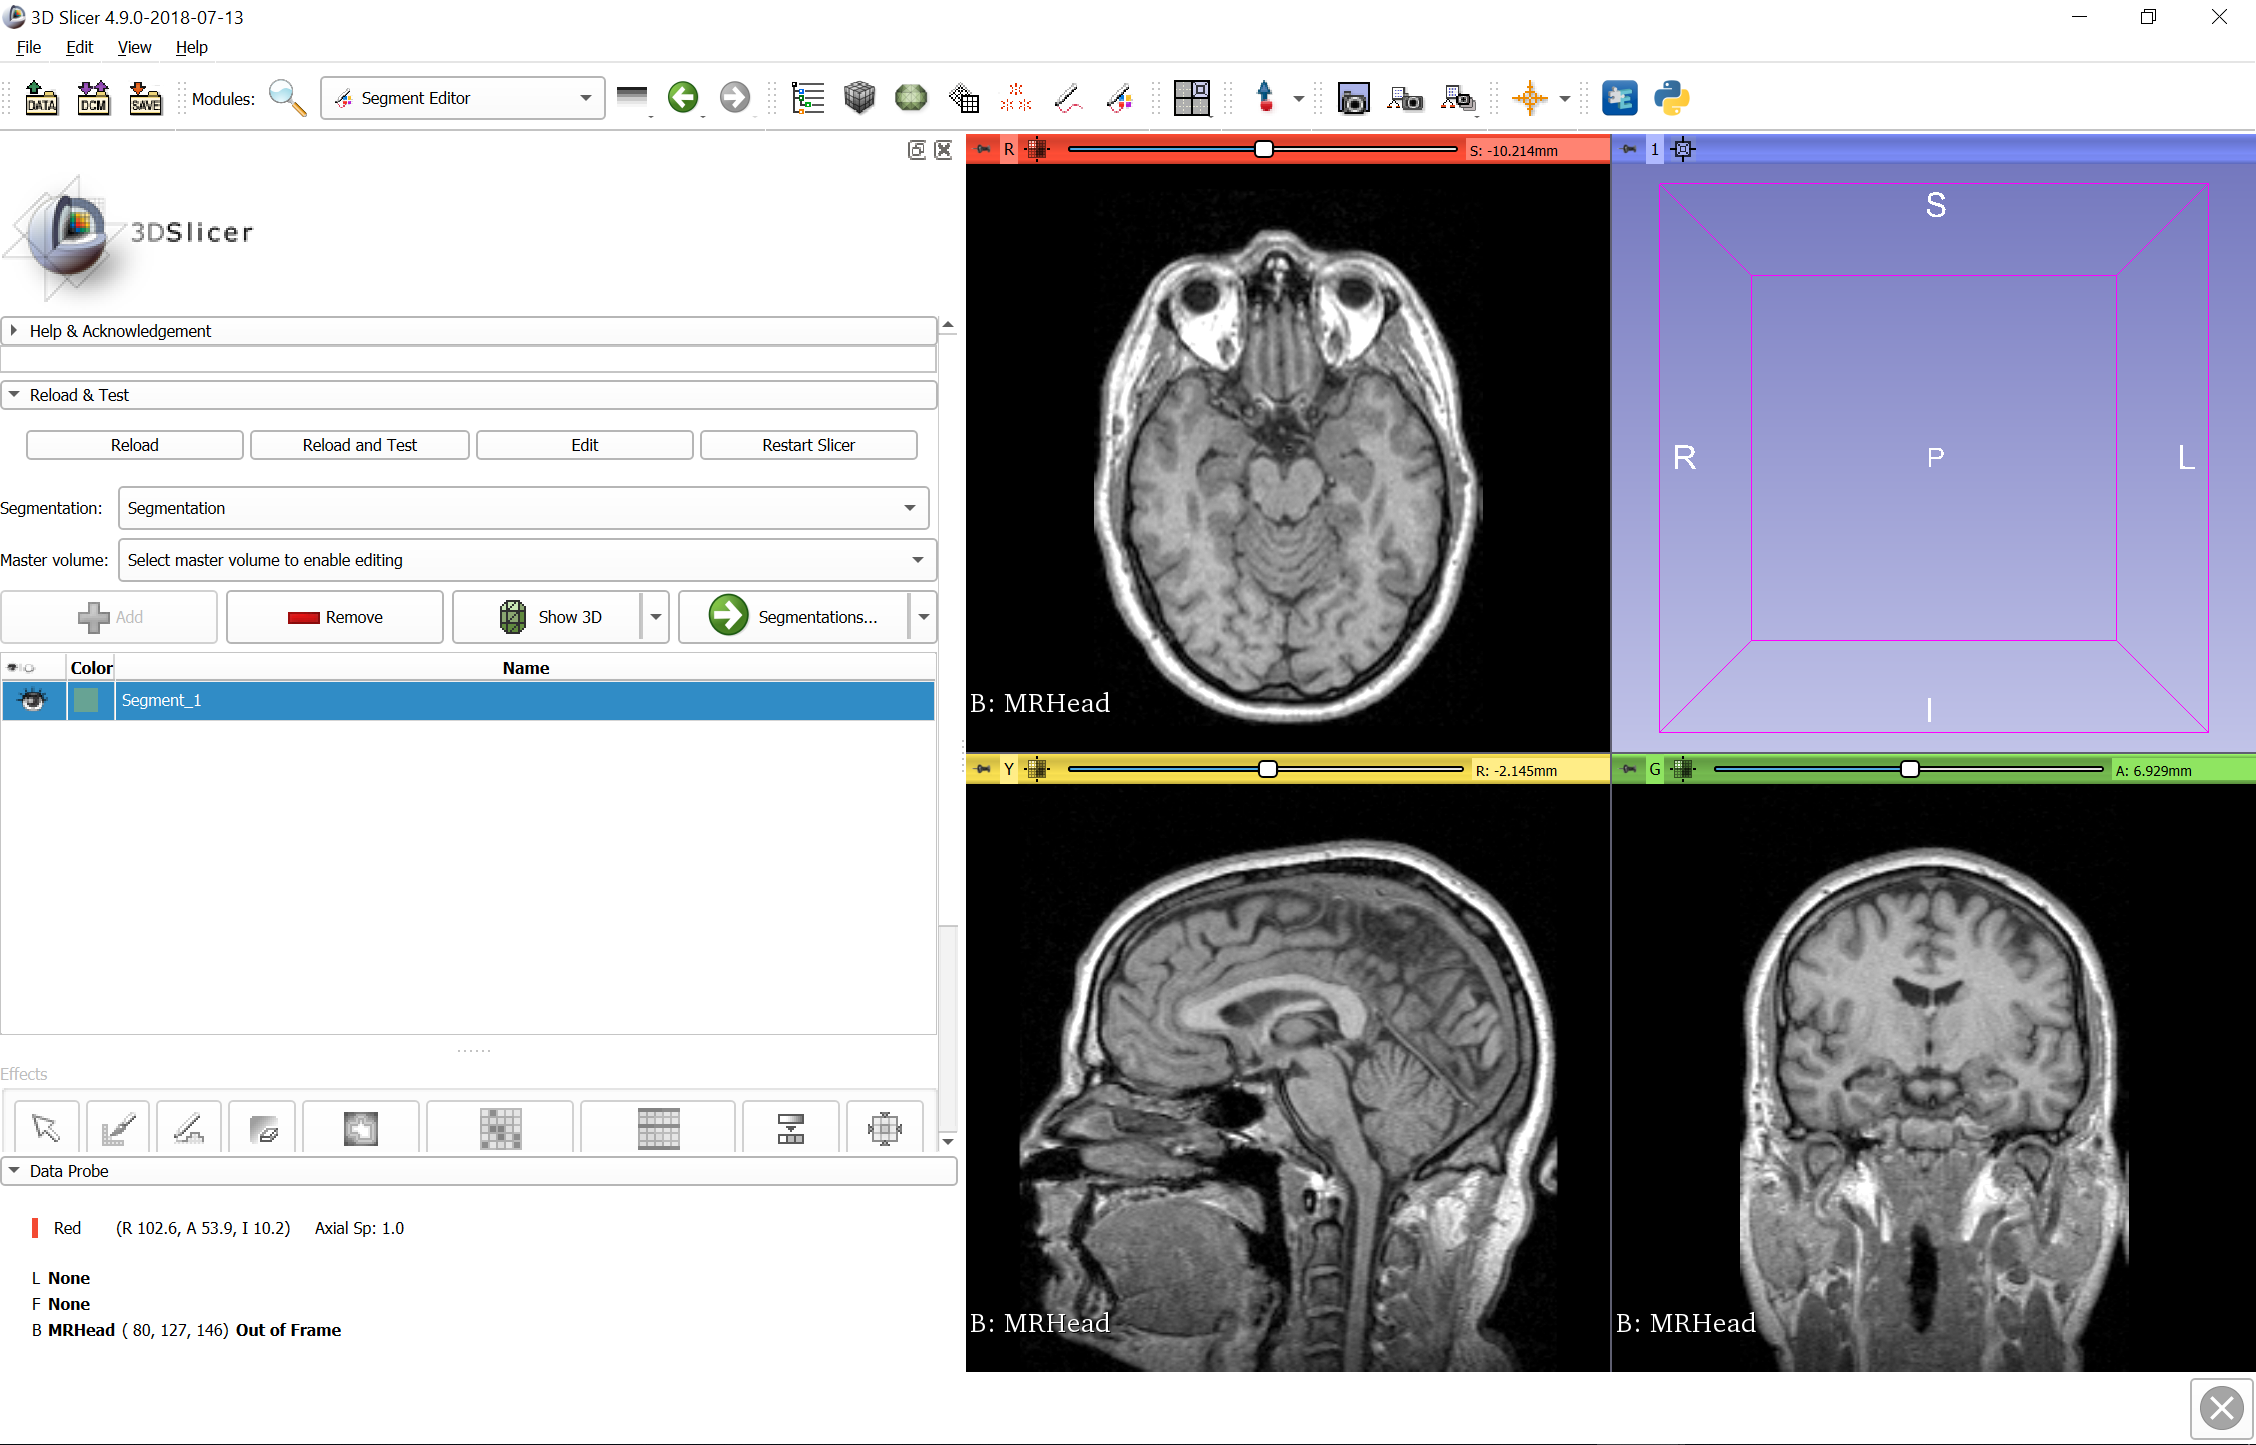 3D Slicer 4.9.0-2018-07-13
File Edit View Help
DATA DCM SAVE Modules: Segment Editor
3DSlicer
Help & Acknowledgement
Reload & Test
Reload Reload and Test Edit Restart Slicer
Segmentation: Segmentation
Master volume: Select master volume to enable editing
Add Remove Show 3D Segmentations...
Color Name
Segment_1
Effects
Data Probe
Red (R 102.6, A 53.9, I 10.2) Axial Sp: 1.0
L None
F None
B MRHead ( 80, 127, 146) Out of Frame
R S: -10.214mm
B: MRHead
1
S
R P L
I
Y R: -2.145mm
B: MRHead
G A: 6.929mm
B: MRHead